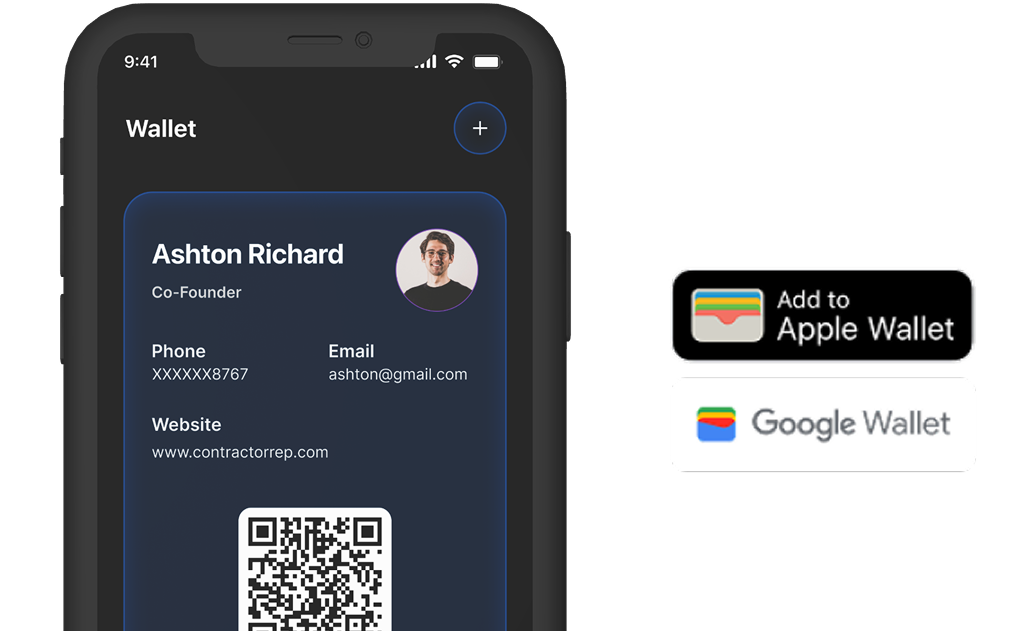 9:41
Wallet
Ashton Richard
Co-Founder
Phone
Email
XXXXXX8767
ashton@gmail.com
Website
www.contractorrep.com
Add to
Apple Wallet
Google Wallet